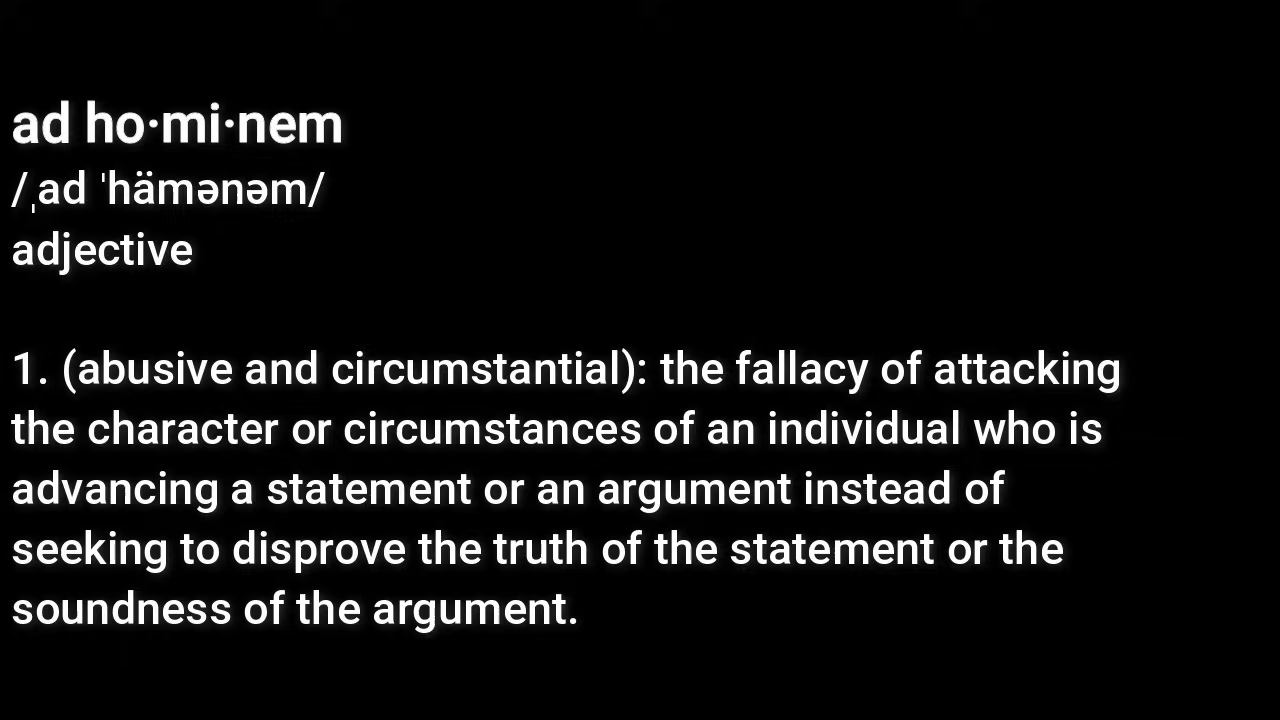 ad ho·mi·nem
/ˌad ˈhämənəm/
adjective
1. (abusive and circumstantial): the fallacy of attacking
the character or circumstances of an individual who is
advancing a statement or an argument instead of
seeking to disprove the truth of the statement or the
soundness of the argument.